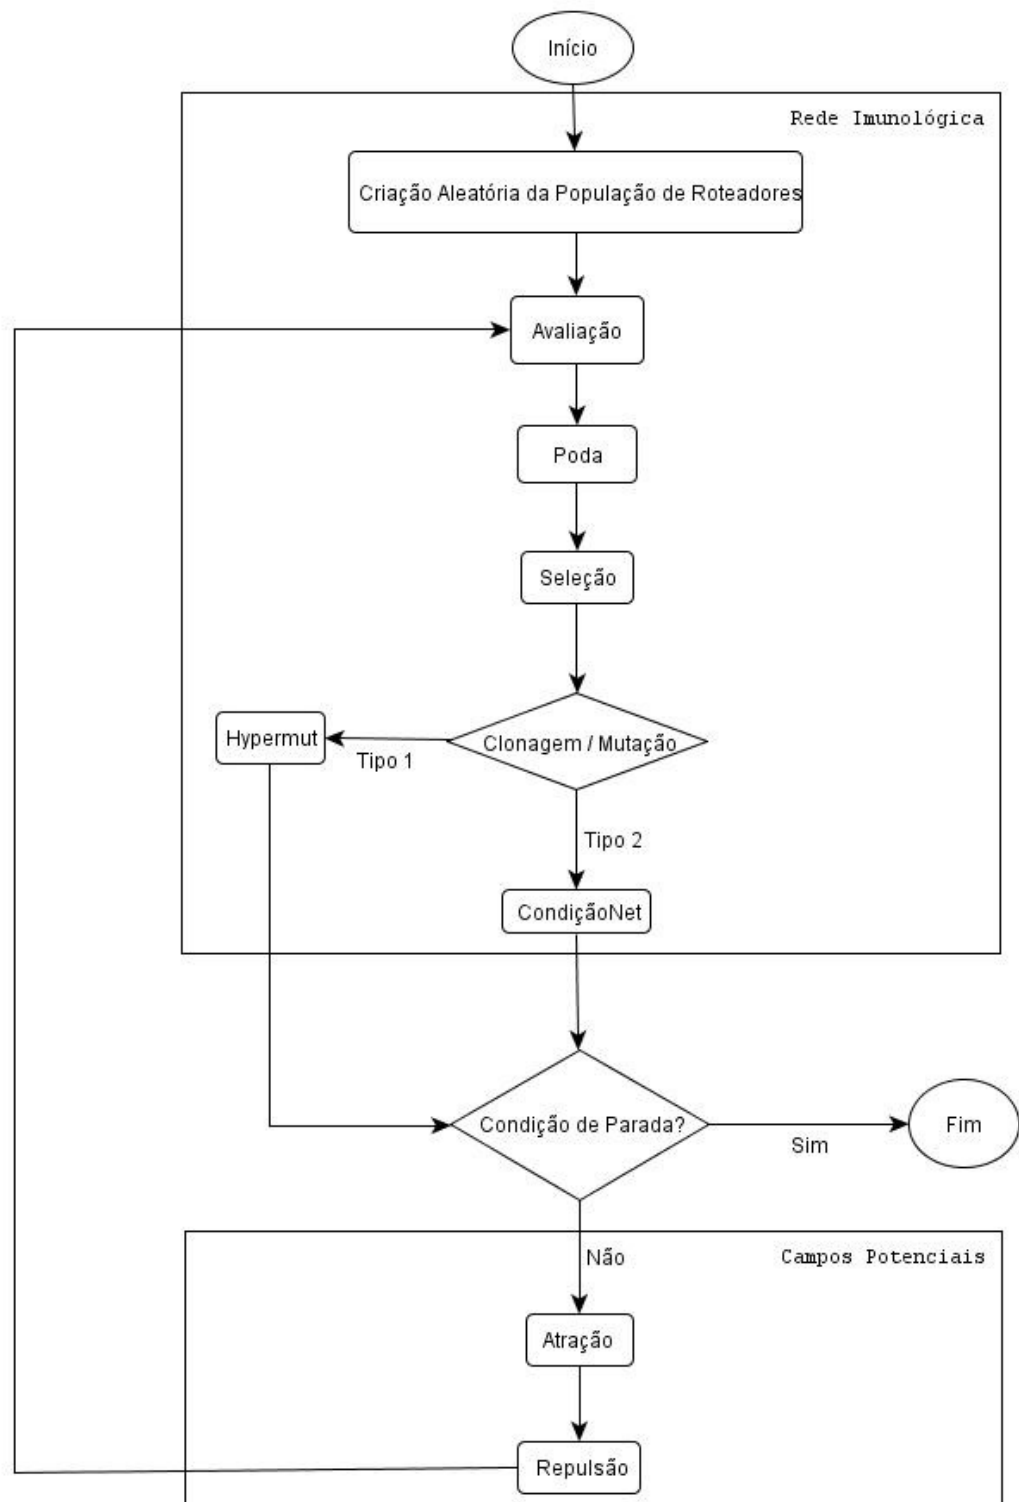 Início
Rede Imunológica
Criação Aleatória da População de Roteadores
Avaliação
Poda
Seleção
Clonagem / Mutação
Hypermut
Tipo 1
Tipo 2
CondiçãoNet
Condição de Parada?
Sim
Fim
Não
Campos Potenciais
Atração
Repulsão